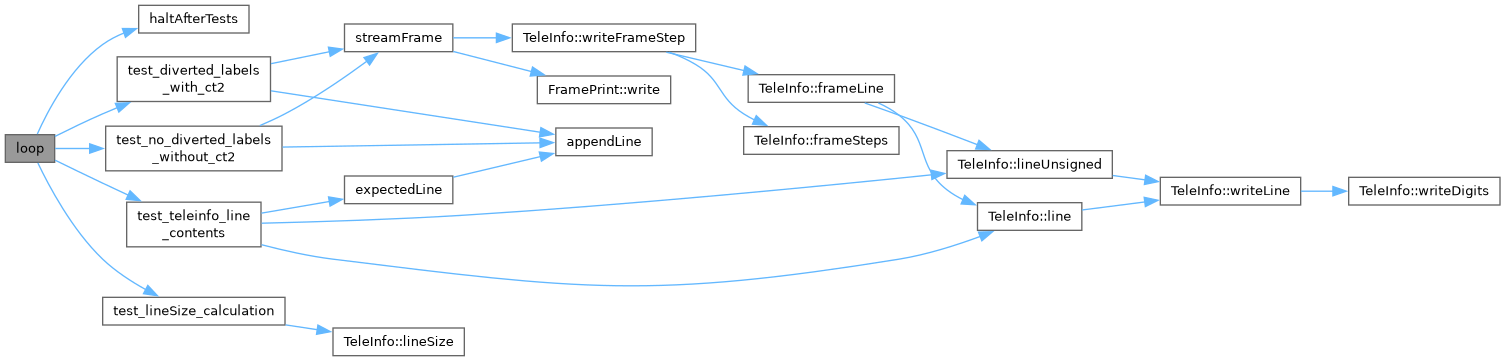 loop
haltAfterTests
test_diverted_labels
_with_ct2
test_no_diverted_labels
_without_ct2
test_teleinfo_line
_contents
test_lineSize_calculation
streamFrame
expectedLine
TeleInfo::lineSize
TeleInfo::writeFrameStep
FramePrint::write
appendLine
TeleInfo::frameLine
TeleInfo::frameSteps
TeleInfo::lineUnsigned
TeleInfo::line
TeleInfo::writeLine
TeleInfo::writeDigits